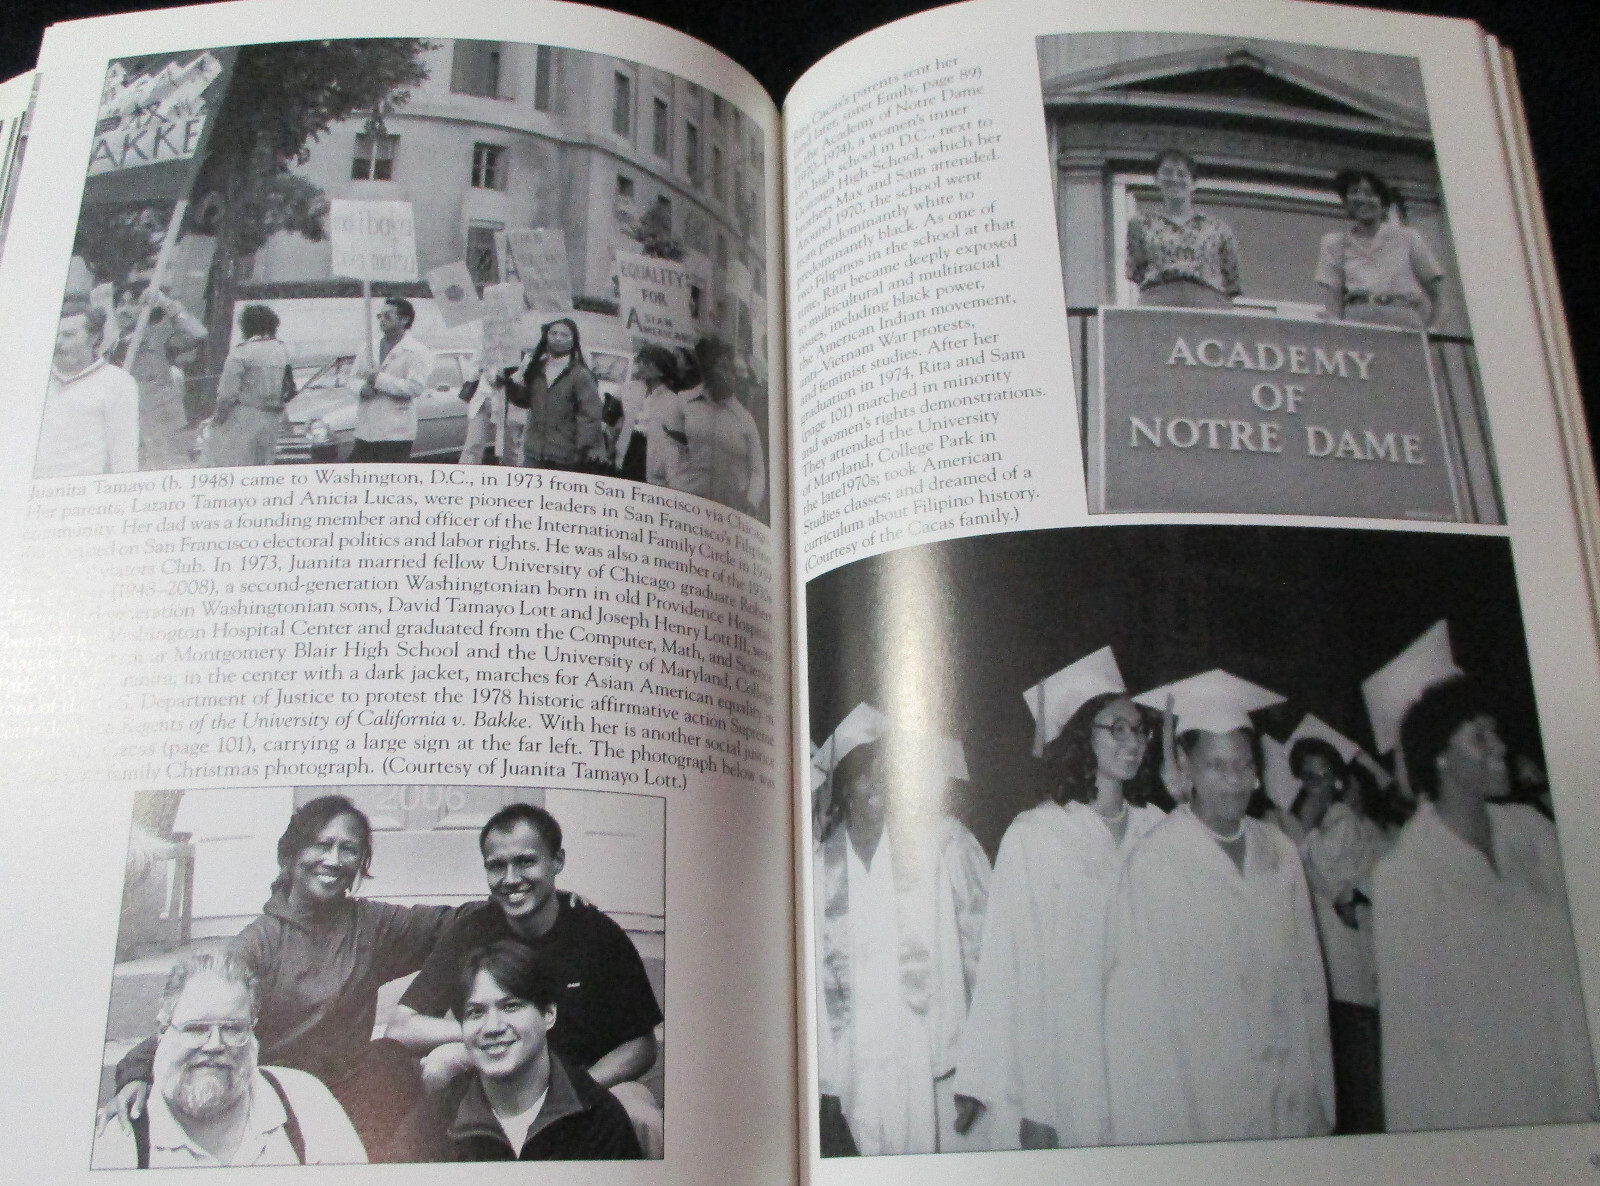 BAKKE
EQUALITY
FOR
ASIAN
AMERICANS
Juanita Tamayo (b. 1948) came to Washington, D.C., in 1973 from San Francisco via Chicago.
Her parents, Lazaro Tamayo and Anicia Lucas, were pioneer leaders in San Francisco's Filipino
community. Her dad was a founding member and officer of the International Family Circle in
on San Francisco electoral politics and labor rights. He was also a member of the 1930s
Club. In 1973, Juanita married fellow University of Chicago graduate Robert
(1948–2008), a second-generation Washingtonian born in old Providence Hospital.
Washingtonian sons, David Tamayo Lott and Joseph Henry Lott III, were
Washington Hospital Center and graduated from the Computer, Math, and Science
at Montgomery Blair High School and the University of Maryland, College
in the center with a dark jacket, marches for Asian American equality in
Department of Justice to protest the 1978 historic affirmative action Supreme
Regents of the University of California v. Bakke. With her is another social justice
(page 101), carrying a large sign at the far left. The photograph below was
family Christmas photograph. (Courtesy of Juanita Tamayo Lott.)
2006
Rita Cacas's parents sent her
(and later, sister Emily, page 89)
to the Academy of Notre Dame
(1970–1974), a women's inner
city high school in D.C., next to
Gonzaga High School, which her
brothers Max and Sam attended.
Around 1970, the school went
from predominantly white to
predominantly black. As one of
two Filipinos in the school at that
time, Rita became deeply exposed
to multicultural and multiracial
issues, including black power,
the American Indian movement,
anti–Vietnam War protests,
and feminist studies. After her
graduation in 1974, Rita and Sam
(page 101) marched in minority
and women's rights demonstrations.
They attended the University
of Maryland, College Park in
the late1970s; took American
Studies classes; and dreamed of a
curriculum about Filipino history.
(Courtesy of the Cacas family.)
ACADEMY
OF
NOTRE DAME